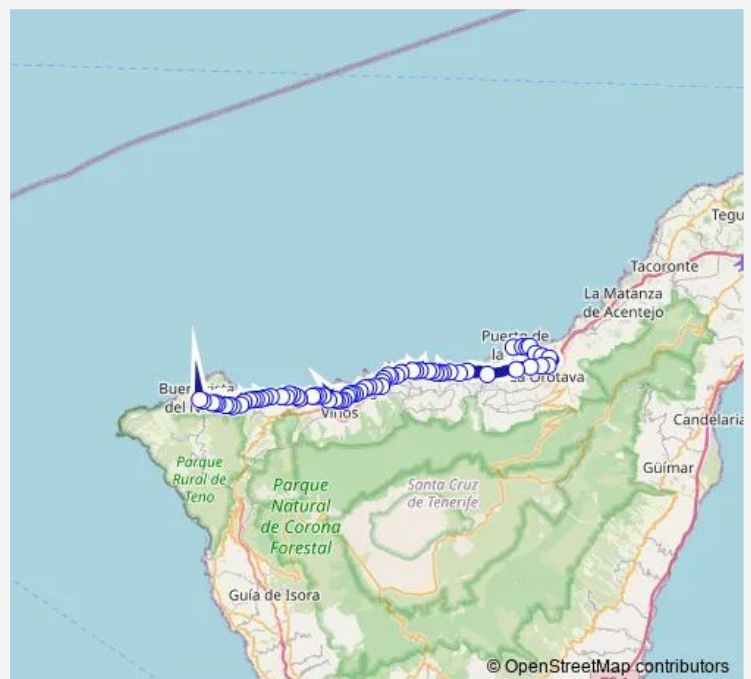 Tegu
Tacoronte
La Matanza
de Acentejo
Puerto de
la
La Orotava
Buenavista
del
Vinos
Candelaria
Parque
Rural de
Teno
Güímar
Santa Cruz
de Tenerife
Parque
Natural
de Corona
Forestal
Guía de Isora
© OpenStreetMap contributors